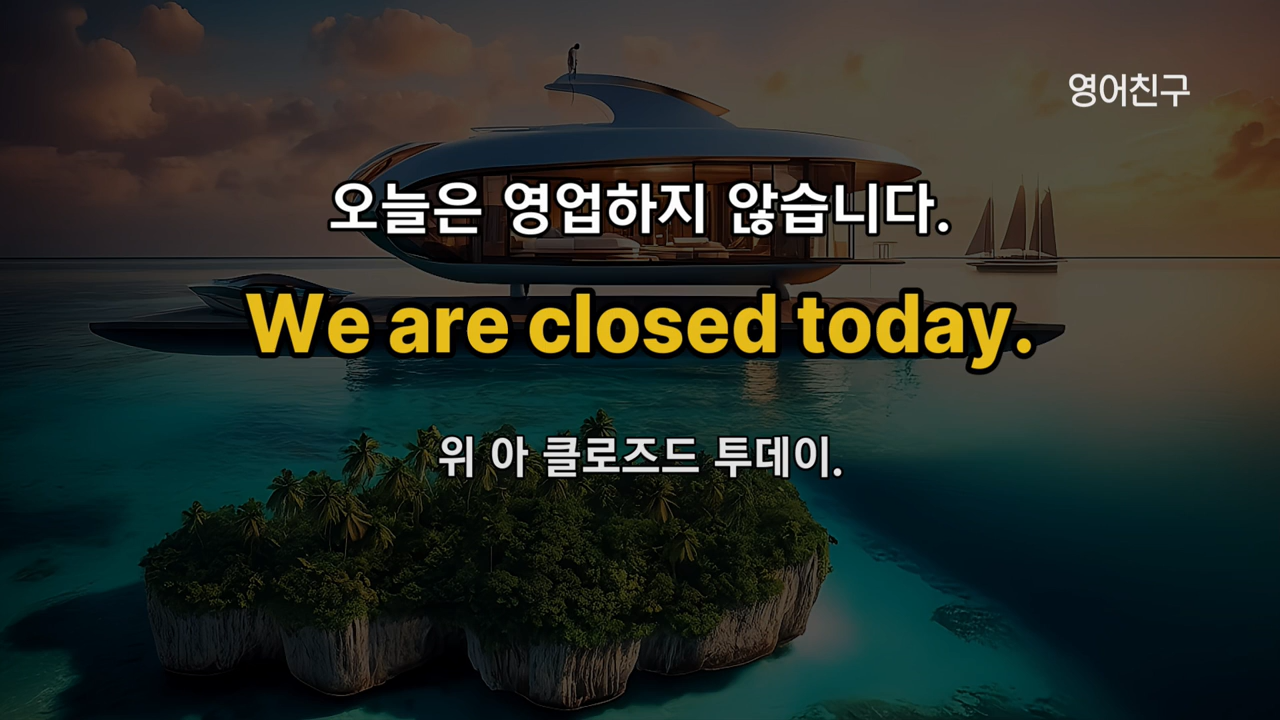 영어친구
오늘은 영업하지 않습니다.
We are closed today.
위 아 클로즈드 투데이.